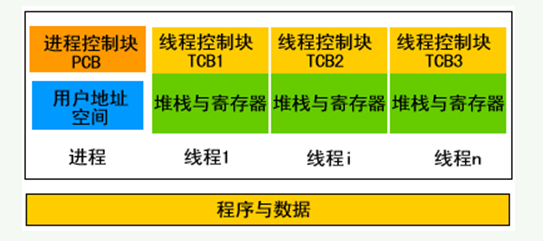 进程控制块 线程控制块 线程控制块 线程控制块
PCB TCB1 TCB2 TCB3
用户地址
空间 堆栈与寄存器 堆栈与寄存器 堆栈与寄存器
进程 线程1 线程i 线程n
程序与数据